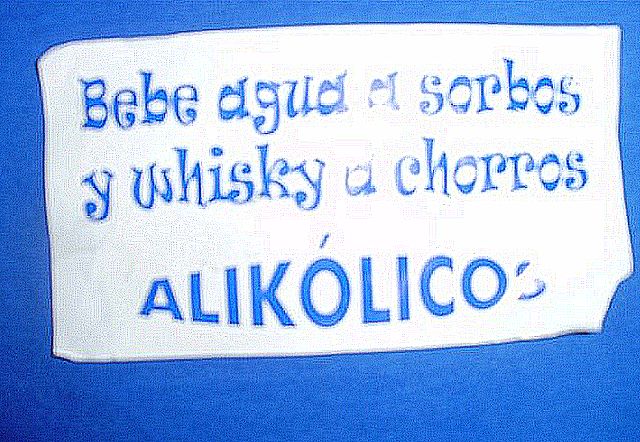 Bebe agua a sorbos
y whisky a chorros
ALIKÓLICOS